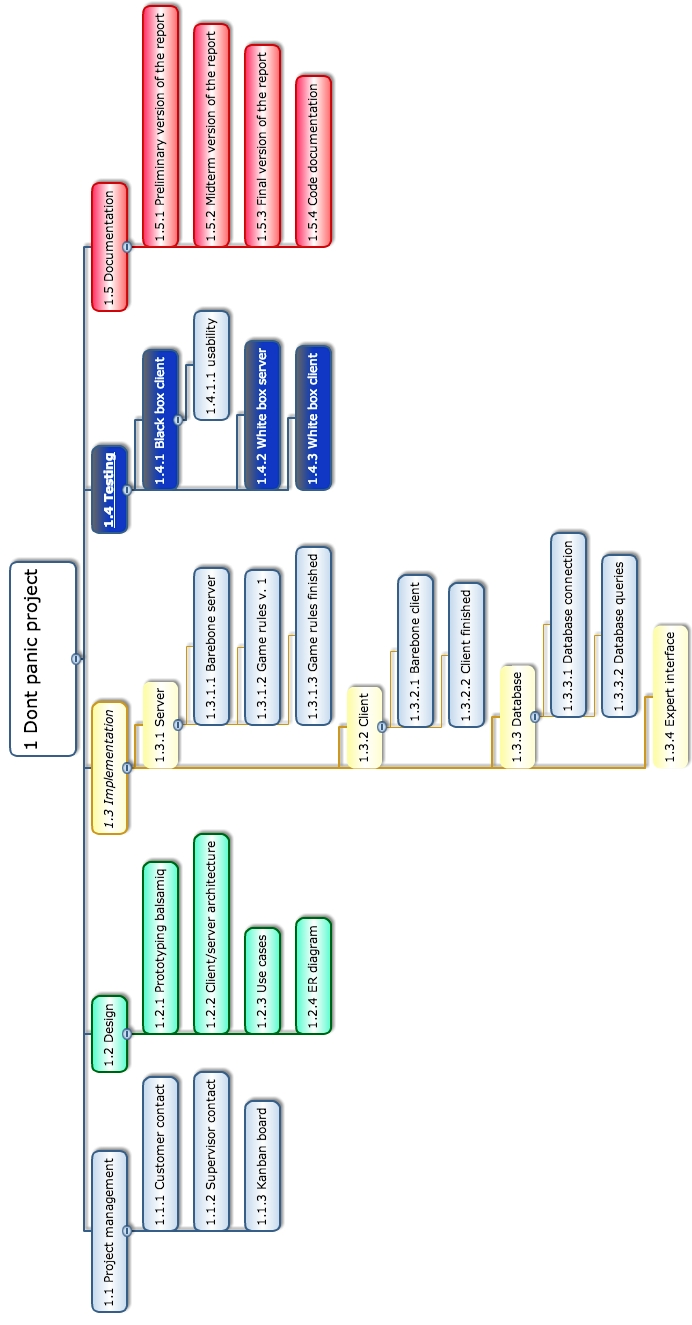 1 Dont panic project
1.1 Project management
1.1.1 Customer contact
1.1.2 Supervisor contact
1.1.3 Kanban board
1.2 Design
1.2.1 Prototyping balsamiq
1.2.2 Client/server architecture
1.2.3 Use cases
1.2.4 ER diagram
1.3 Implementation
1.3.1 Server
1.3.1.1 Barebone server
1.3.1.2 Game rules v. 1
1.3.1.3 Game rules finished
1.3.2 Client
1.3.2.1 Barebone client
1.3.2.2 Client finished
1.3.3 Database
1.3.3.1 Database connection
1.3.3.2 Database queries
1.3.4 Expert interface
1.4 Testing
1.4.1 Black box client
1.4.1.1 usability
1.4.2 White box server
1.4.3 White box client
1.5 Documentation
1.5.1 Preliminary version of the report
1.5.2 Midterm version of the report
1.5.3 Final version of the report
1.5.4 Code documentation